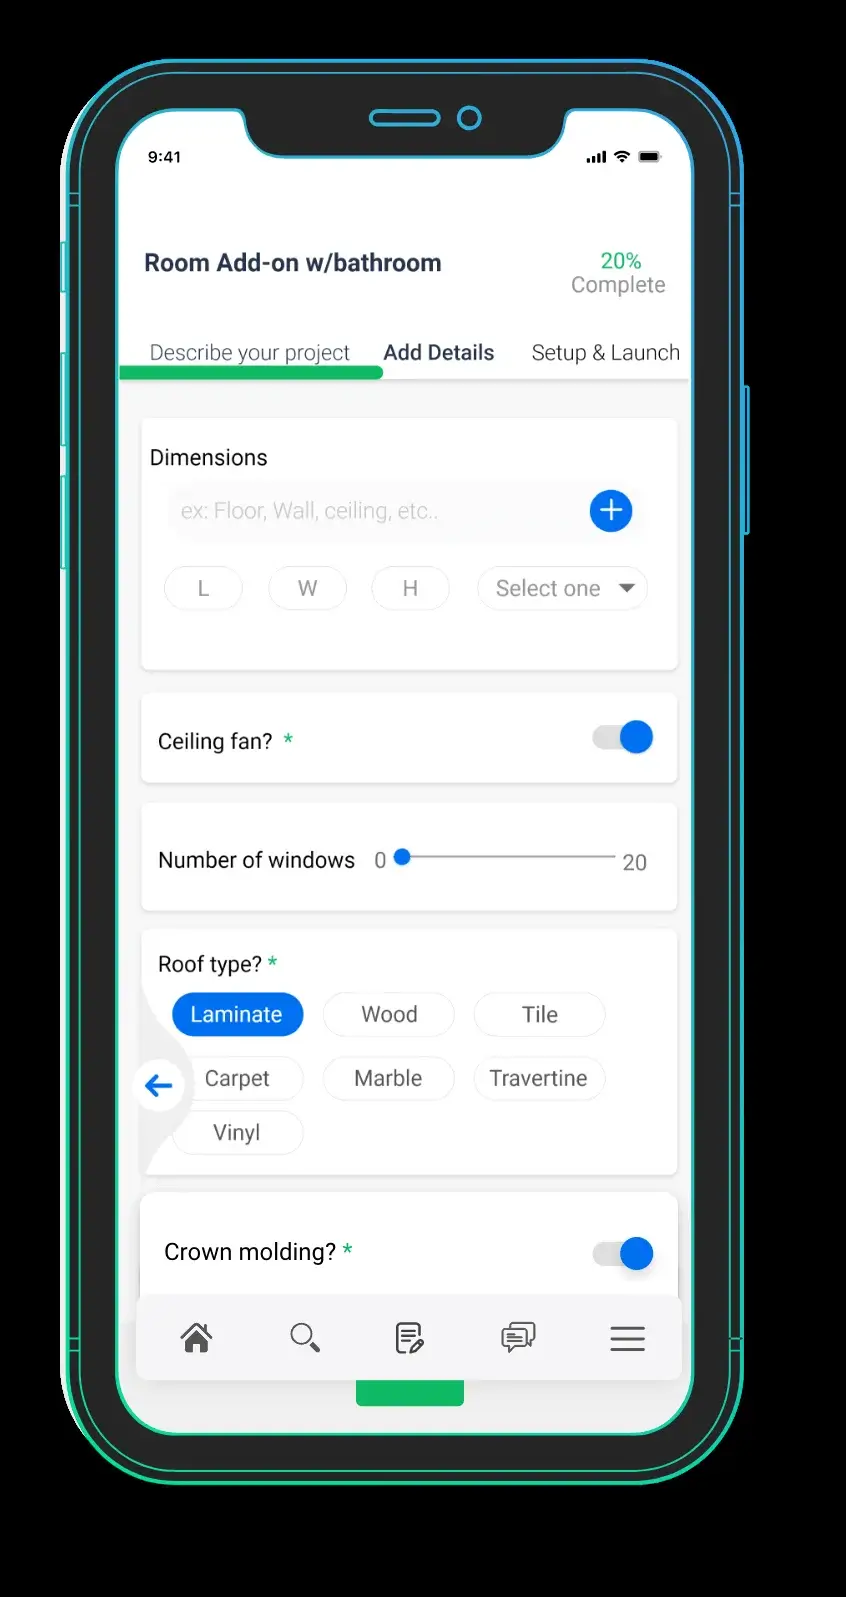 9:41
Room Add-on w/bathroom
20%
Complete
Describe your project Add Details Setup & Launch
Dimensions
ex: Floor, Wall, ceiling, etc..
L W H Select one
Ceiling fan? *
Number of windows 0 20
Roof type? *
Laminate Wood Tile
Carpet Marble Travertine
Vinyl
Crown molding? *